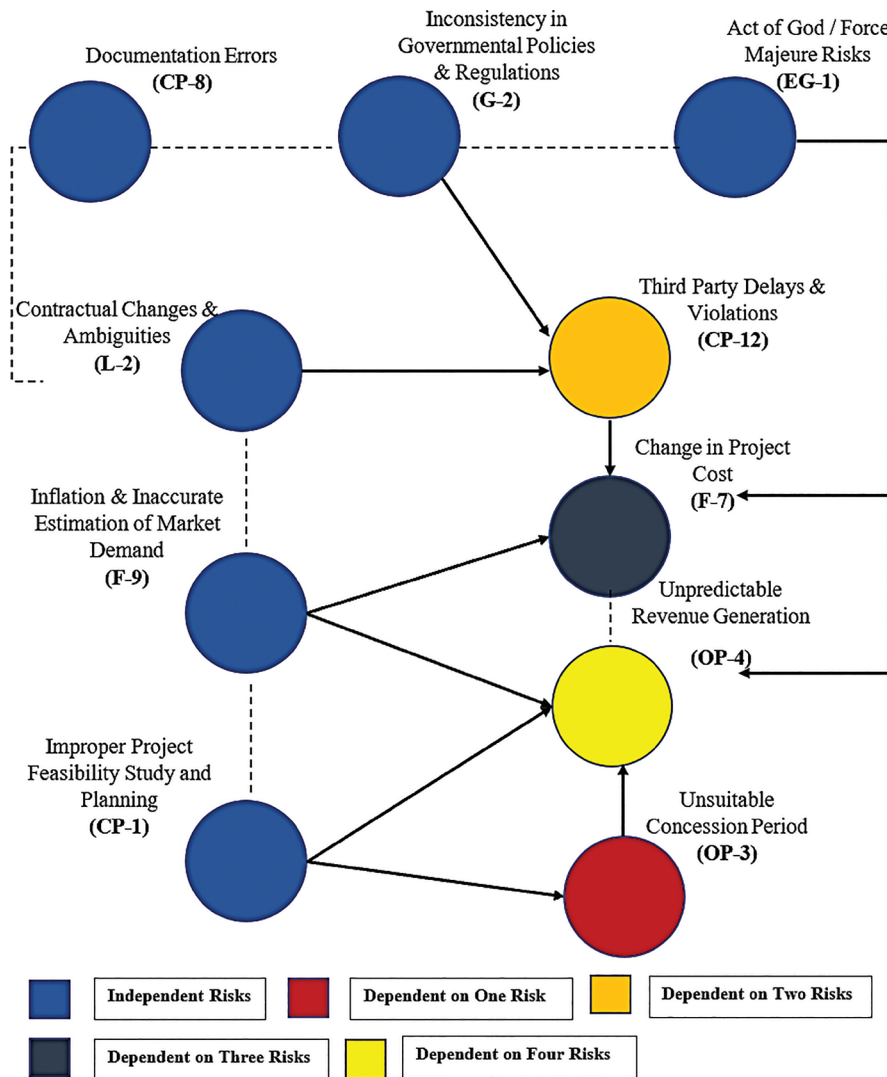 Documentation Errors
(CP-8)
Inconsistency in
Governmental Policies
& Regulations
(G-2)
Act of God / Force
Majeure Risks
(EG-1)
Contractual Changes &
Ambiguities
(L-2)
Third Party Delays &
Violations
(CP-12)
Change in Project
Cost
(F-7)
Inflation & Inaccurate
Estimation of Market
Demand
(F-9)
Unpredictable
Revenue Generation
(OP-4)
Improper Project
Feasibility Study and
Planning
(CP-1)
Unsuitable
Concession Period
(OP-3)
Independent Risks
Dependent on One Risk
Dependent on Two Risks
Dependent on Three Risks
Dependent on Four Risks